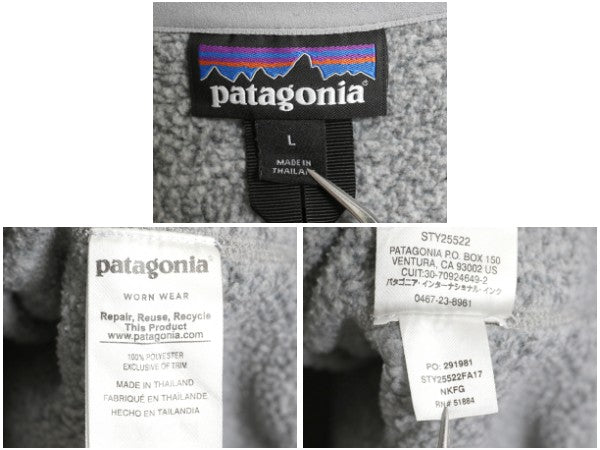 patagonia®
L
MADE IN
THAILAND
patagonia®
WORN WEAR
Repair, Reuse, Recycle
This Product
www.patagonia.com
100% POLYESTER
EXCLUSIVE OF TRIM
MADE IN THAILAND
FABRIQUÉ EN THAILANDE
HECHO EN TAILANDIA
STY25522
PATAGONIA P.O. BOX 150
VENTURA, CA 93002 US
CUIT:30-70924649-2
パタゴニア・インターナショナル・インク
0467-23-8961
PO: 291981
STY25522FA17
NKFG
RN# 51884